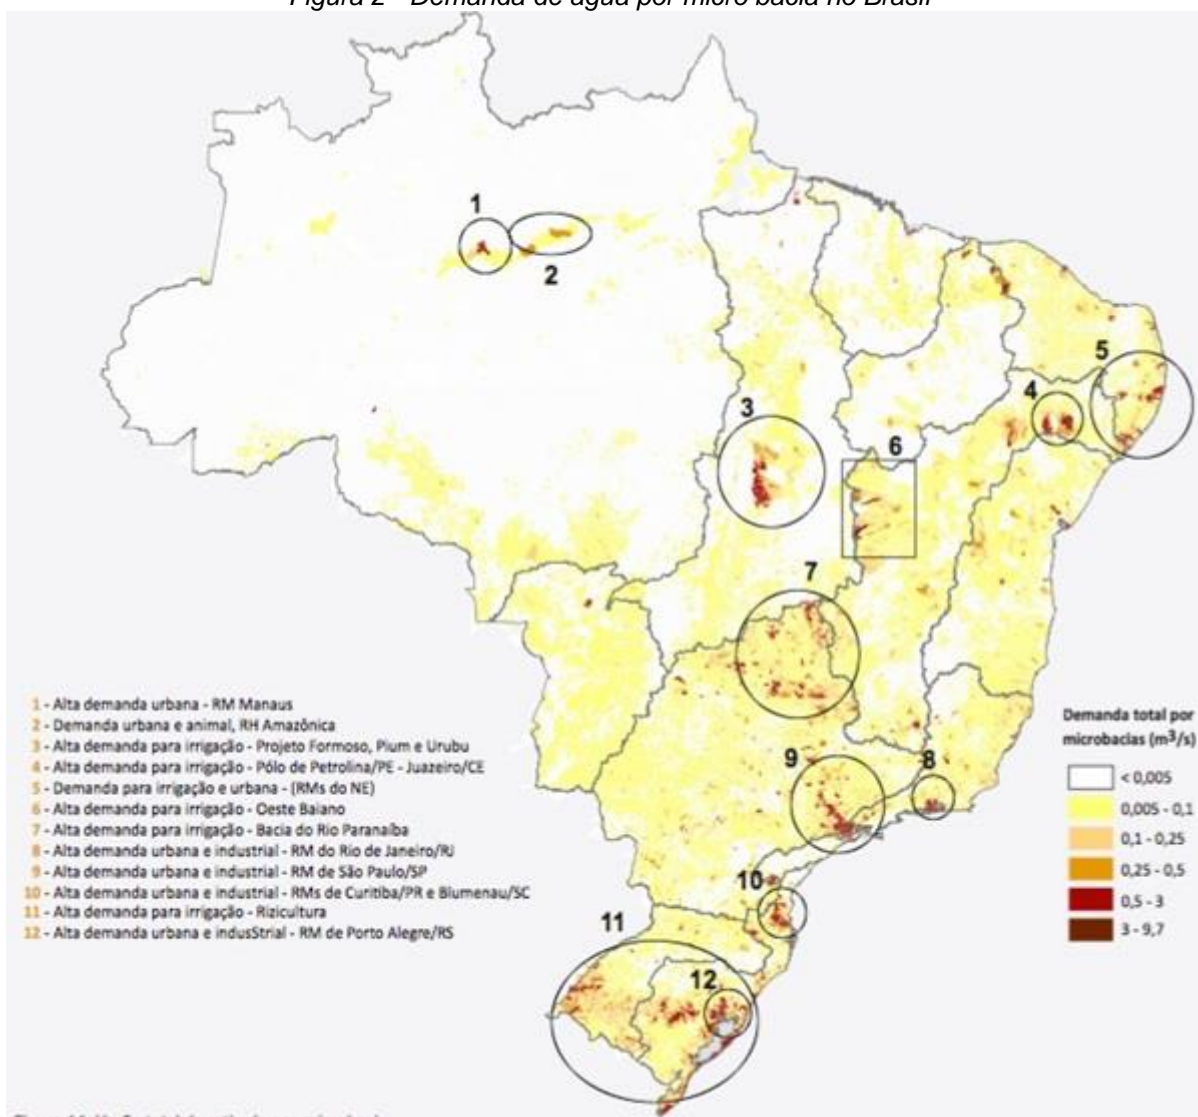 Figura 2 - Demanda de água por micro bacia no Brasil
1
2
3
4
5
6
7
8
9
10
11
12
1 - Alta demanda urbana - RM Manaus
2 - Demanda urbana e animal, RH Amazônica
3 - Alta demanda para irrigação - Projeto Formoso, Pium e Urubu
4 - Alta demanda para irrigação - Pólo de Petrolina/PE - Juazeiro/CE
5 - Demanda para irrigação e urbana - (RMs do NE)
6 - Alta demanda para irrigação - Oeste Baiano
7 - Alta demanda para irrigação - Bacia do Rio Paranaíba
8 - Alta demanda urbana e industrial - RM do Rio de Janeiro/RJ
9 - Alta demanda urbana e industrial - RM de São Paulo/SP
10 - Alta demanda urbana e industrial - RMs de Curitiba/PR e Blumenau/SC
11 - Alta demanda para irrigação - Rizicultura
12 - Alta demanda urbana e indusStrial - RM de Porto Alegre/RS
Demanda total por
microbacias (m³/s)
< 0,005
0,005 - 0,1
0,1 - 0,25
0,25 - 0,5
0,5 - 3
3 - 9,7